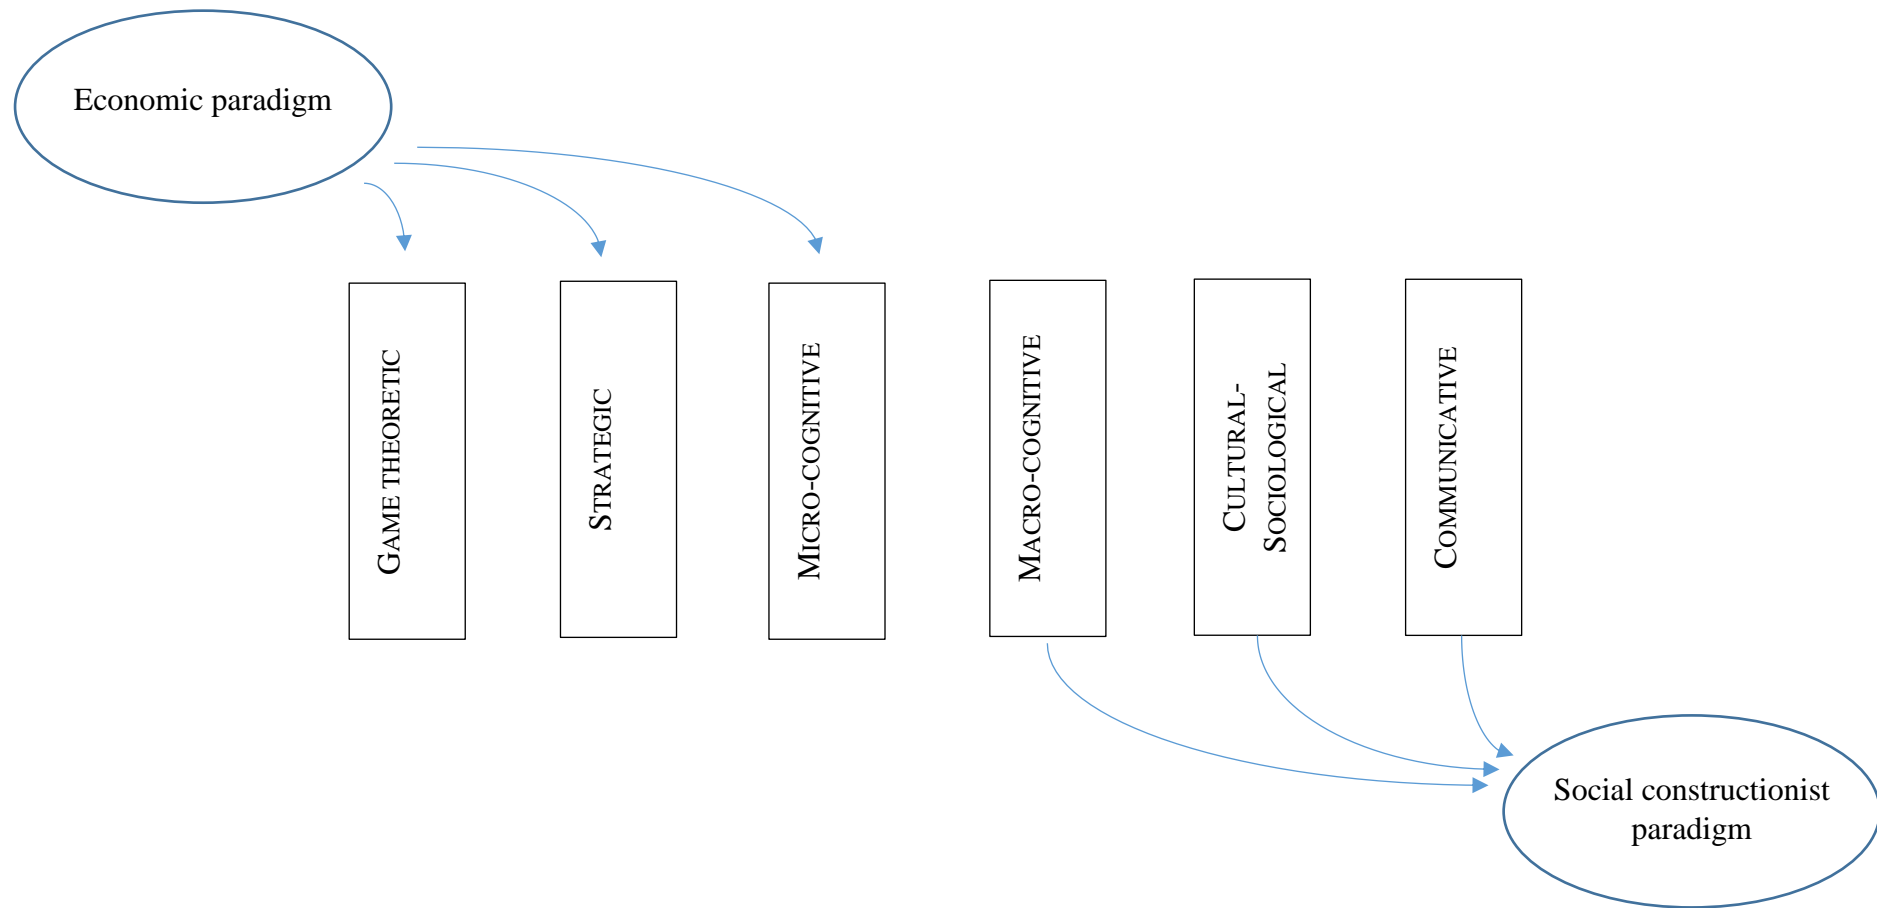 Economic paradigm
GAME THEORETIC
STRATEGIC
MICRO-COGNITIVE
MACRO-COGNITIVE
CULTURAL-
SOCIOLOGICAL
COMMUNICATIVE
Social constructionist
paradigm